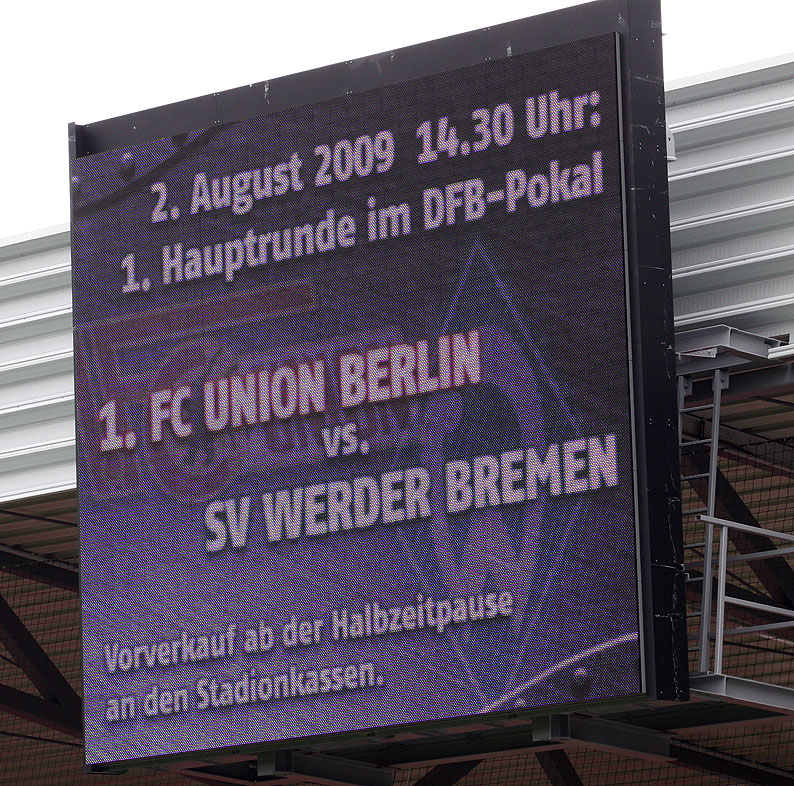 2. August 2009 14.30 Uhr:
1. Hauptrunde im DFB-Pokal
1. FC UNION BERLIN
vs.
SV WERDER BREMEN
Vorverkauf ab der Halbzeitpause
an den Stadionkassen.